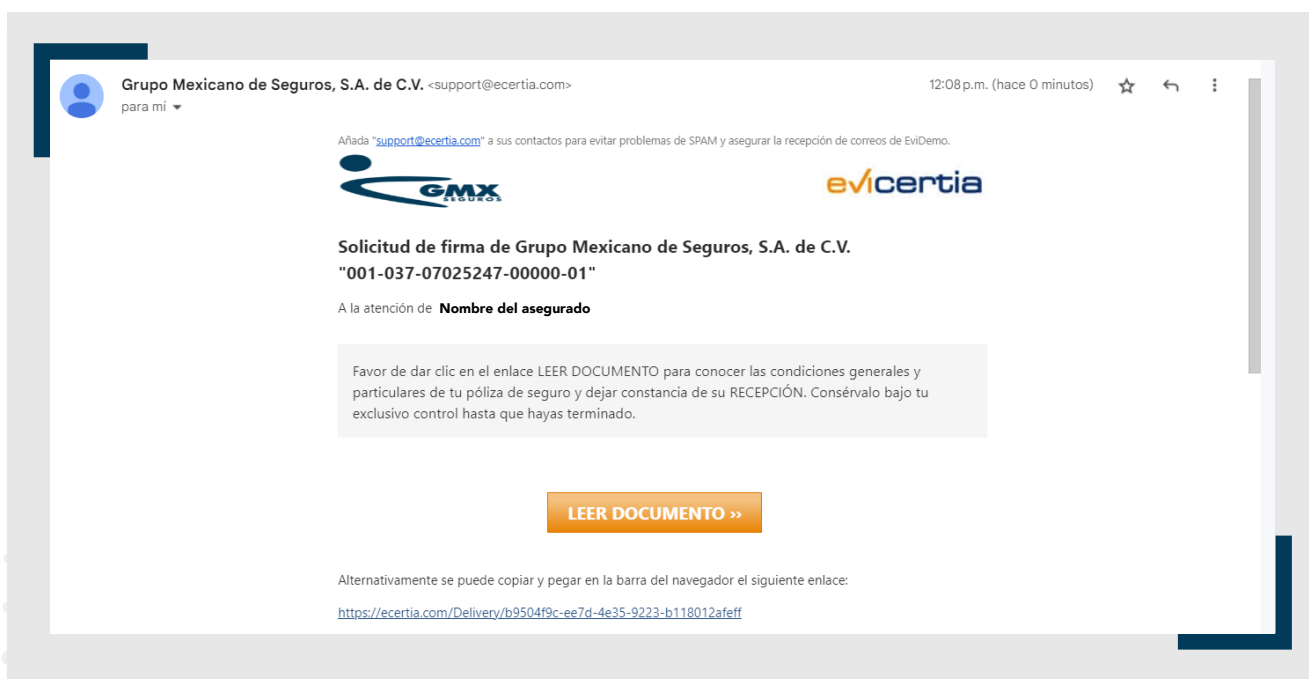 Grupo Mexicano de Seguros, S.A. de C.V. <support@ecertia.com>
12:08 p.m. (hace 0 minutos)
para mí
Añada "support@ecertia.com" a sus contactos para evitar problemas de SPAM y asegurar la recepción de correos de EviDemo.
GMX
SEGUROS
evicertia
Solicitud de firma de Grupo Mexicano de Seguros, S.A. de C.V.
"001-037-07025247-00000-01"
A la atención de Nombre del asegurado
Favor de dar clic en el enlace LEER DOCUMENTO para conocer las condiciones generales y
particulares de tu póliza de seguro y dejar constancia de su RECEPCIÓN. Consérvalo bajo tu
exclusivo control hasta que hayas terminado.
LEER DOCUMENTO »
Alternativamente se puede copiar y pegar en la barra del navegador el siguiente enlace:
https://ecertia.com/Delivery/b9504f9c-ee7d-4e35-9223-b118012afeff